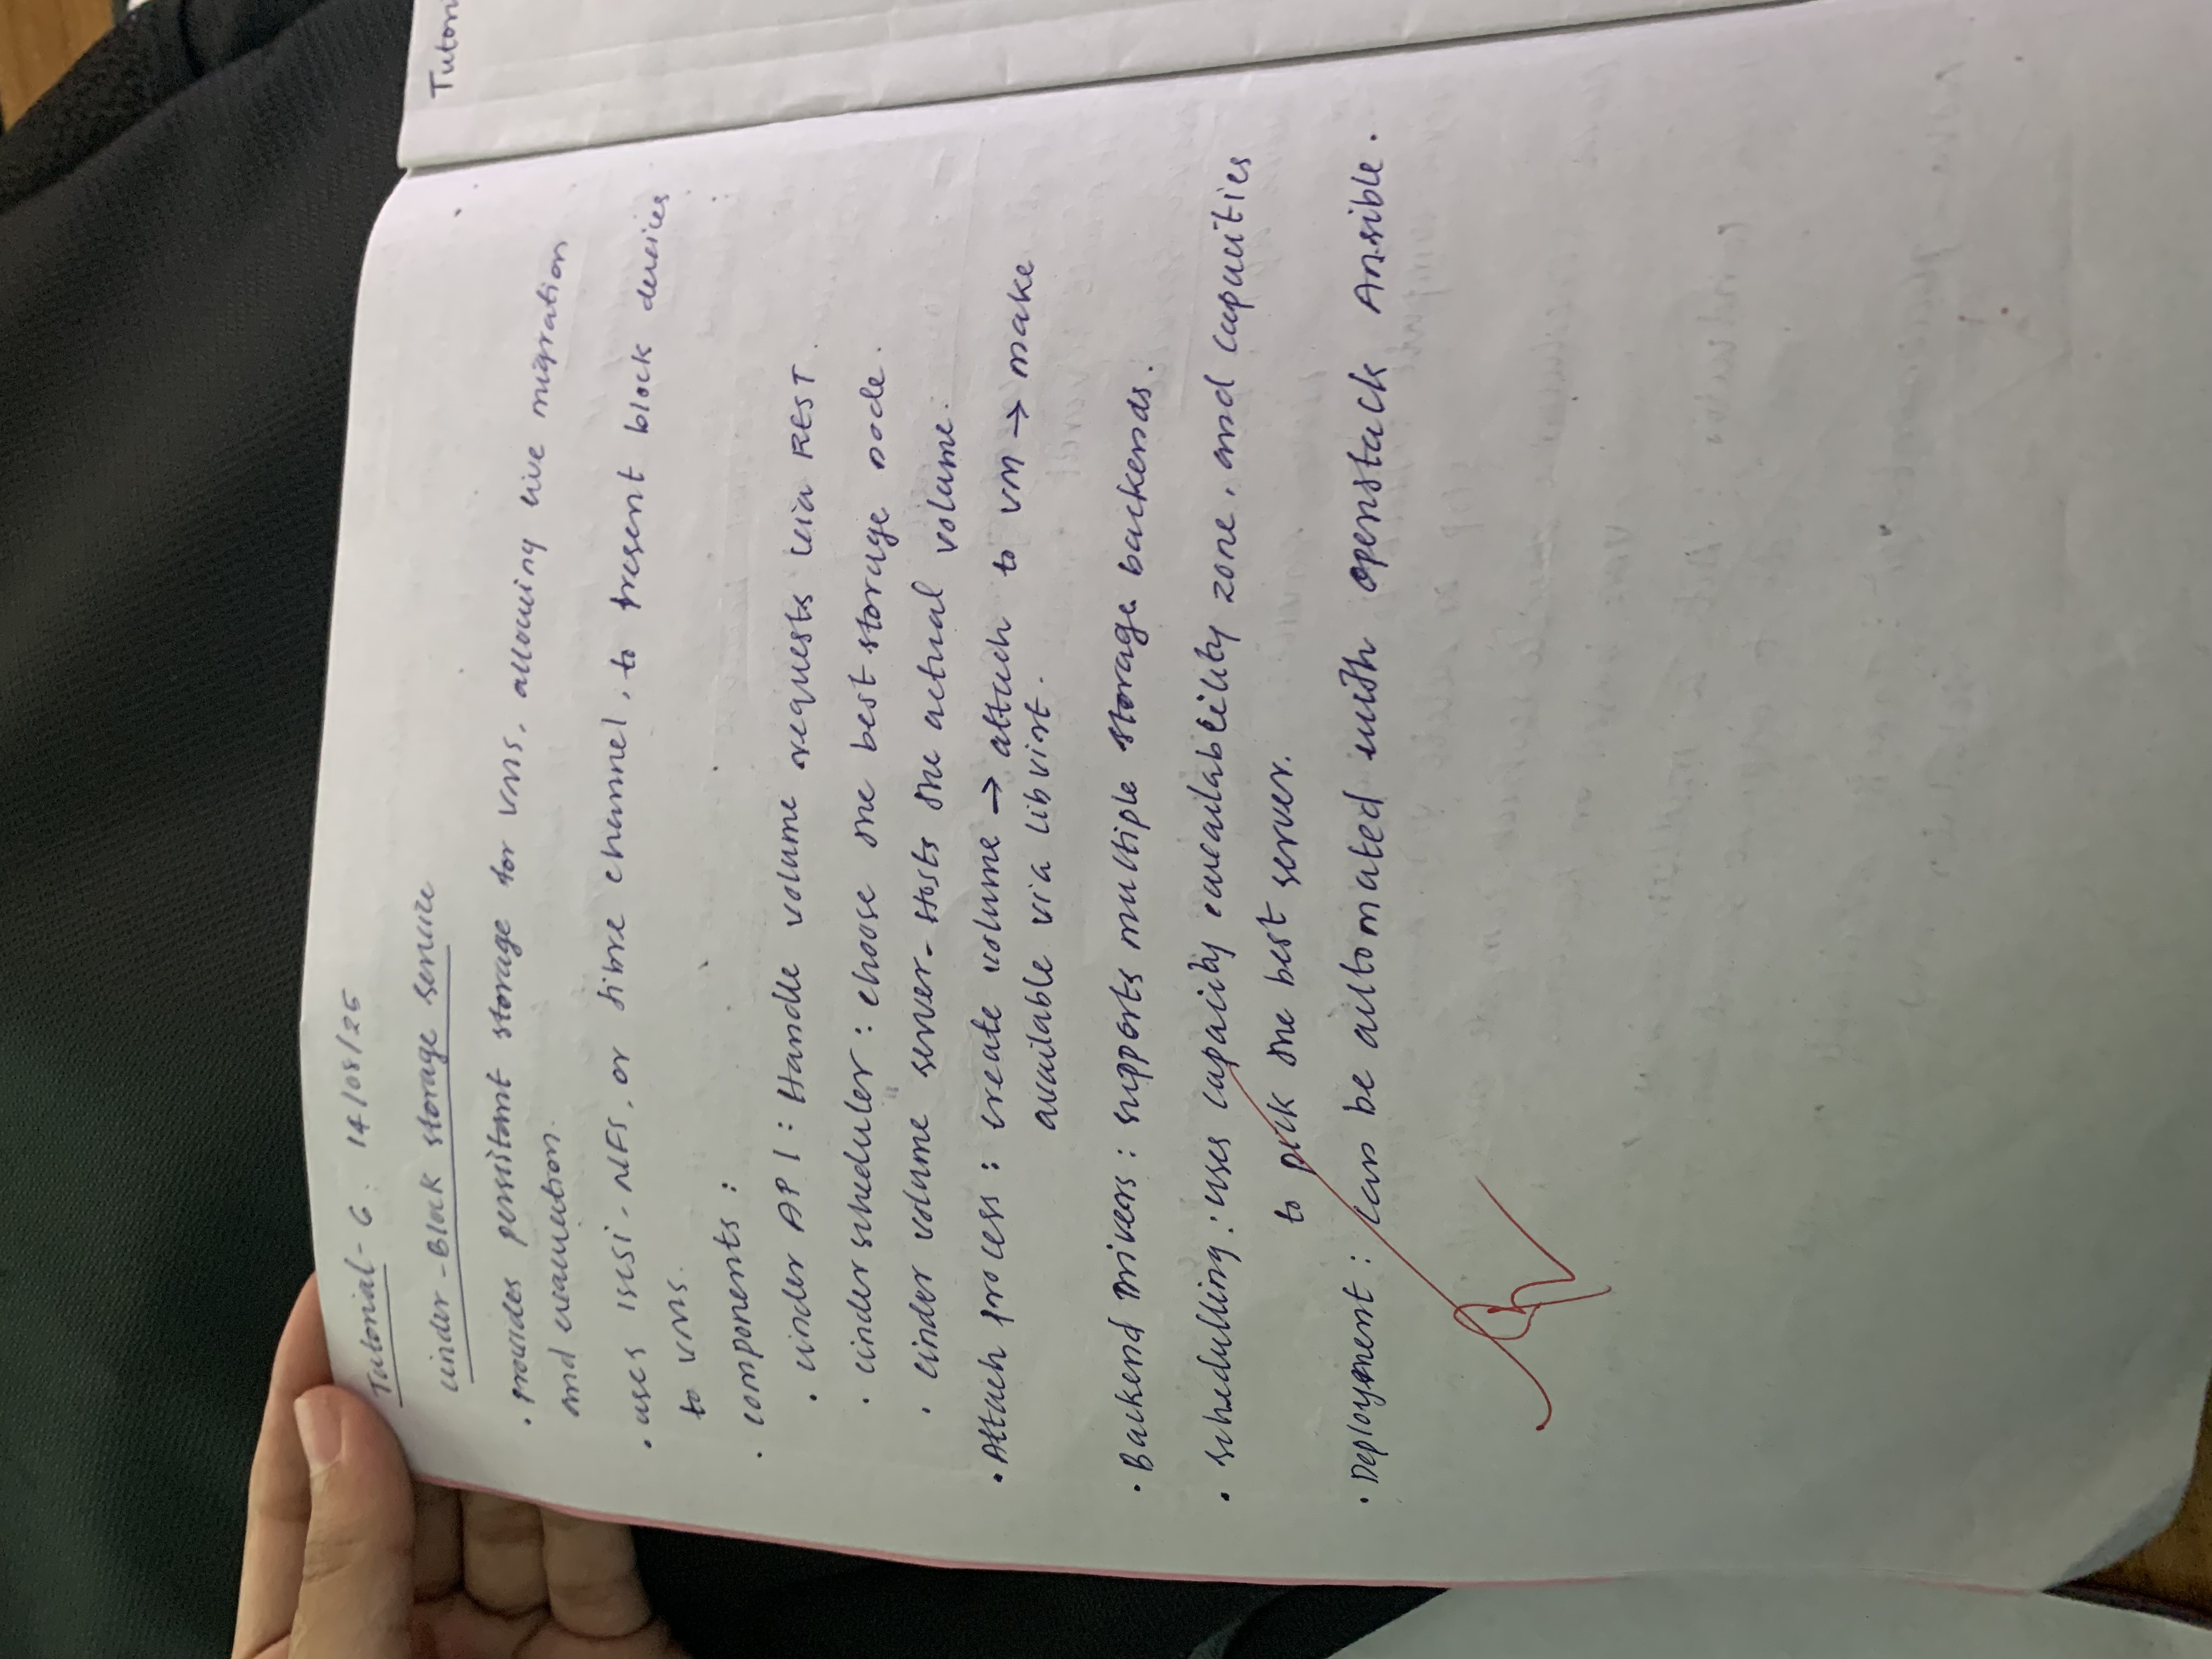 Tutorial - 6. 14/08/25
Cinder - Block storage service
. provides persistant storage for VMs, allowing live migration
and evacuation.
. uses iSCSI, NFS, or fibre channel, to present block devices
to VMs.
. components :
. cinder API : Handle volume requests via REST.
. cinder scheduler : choose the best storage node.
. cinder volume server - Hosts the actual volume.
. Attach process : create volume → attach to VM → make
available via libvirt.
. Backend Drivers : supports multiple storage backends.
. schedulling : uses capacity, availability zone, and capacities
to pick the best server.
. Deployment : can be automated with openstack Ansible.
Tutori